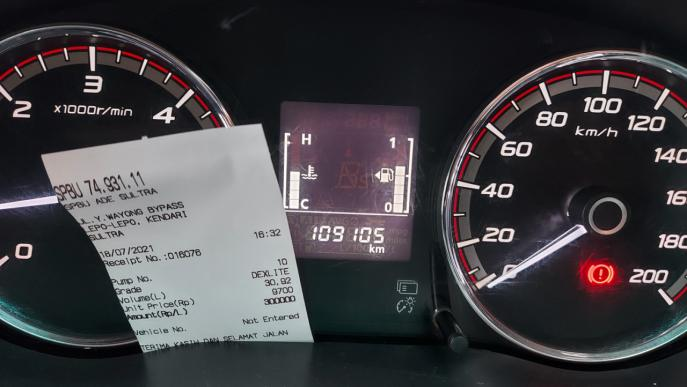 2
3
4
x1000r/min
0
SPBU 74.931.11
SPBU ADE SULTRA
JL.Y.WAYONG BYPASS
LEPO-LEPO, KENDARI
SULTRA
16/07/2021 16:32
Receipt No.:016076
Pump No. 10
Grade DEXLITE
Volume(L) 30,92
Unit Price(Rp) 9700
Amount(Rp/L) 300000
Vehicle No. Not Entered
TERIMA KASIH DAN SELAMAT JALAN
H 1
C 0
109105
km
0
20
40
60
80
100
120
140
160
180
200
km/h